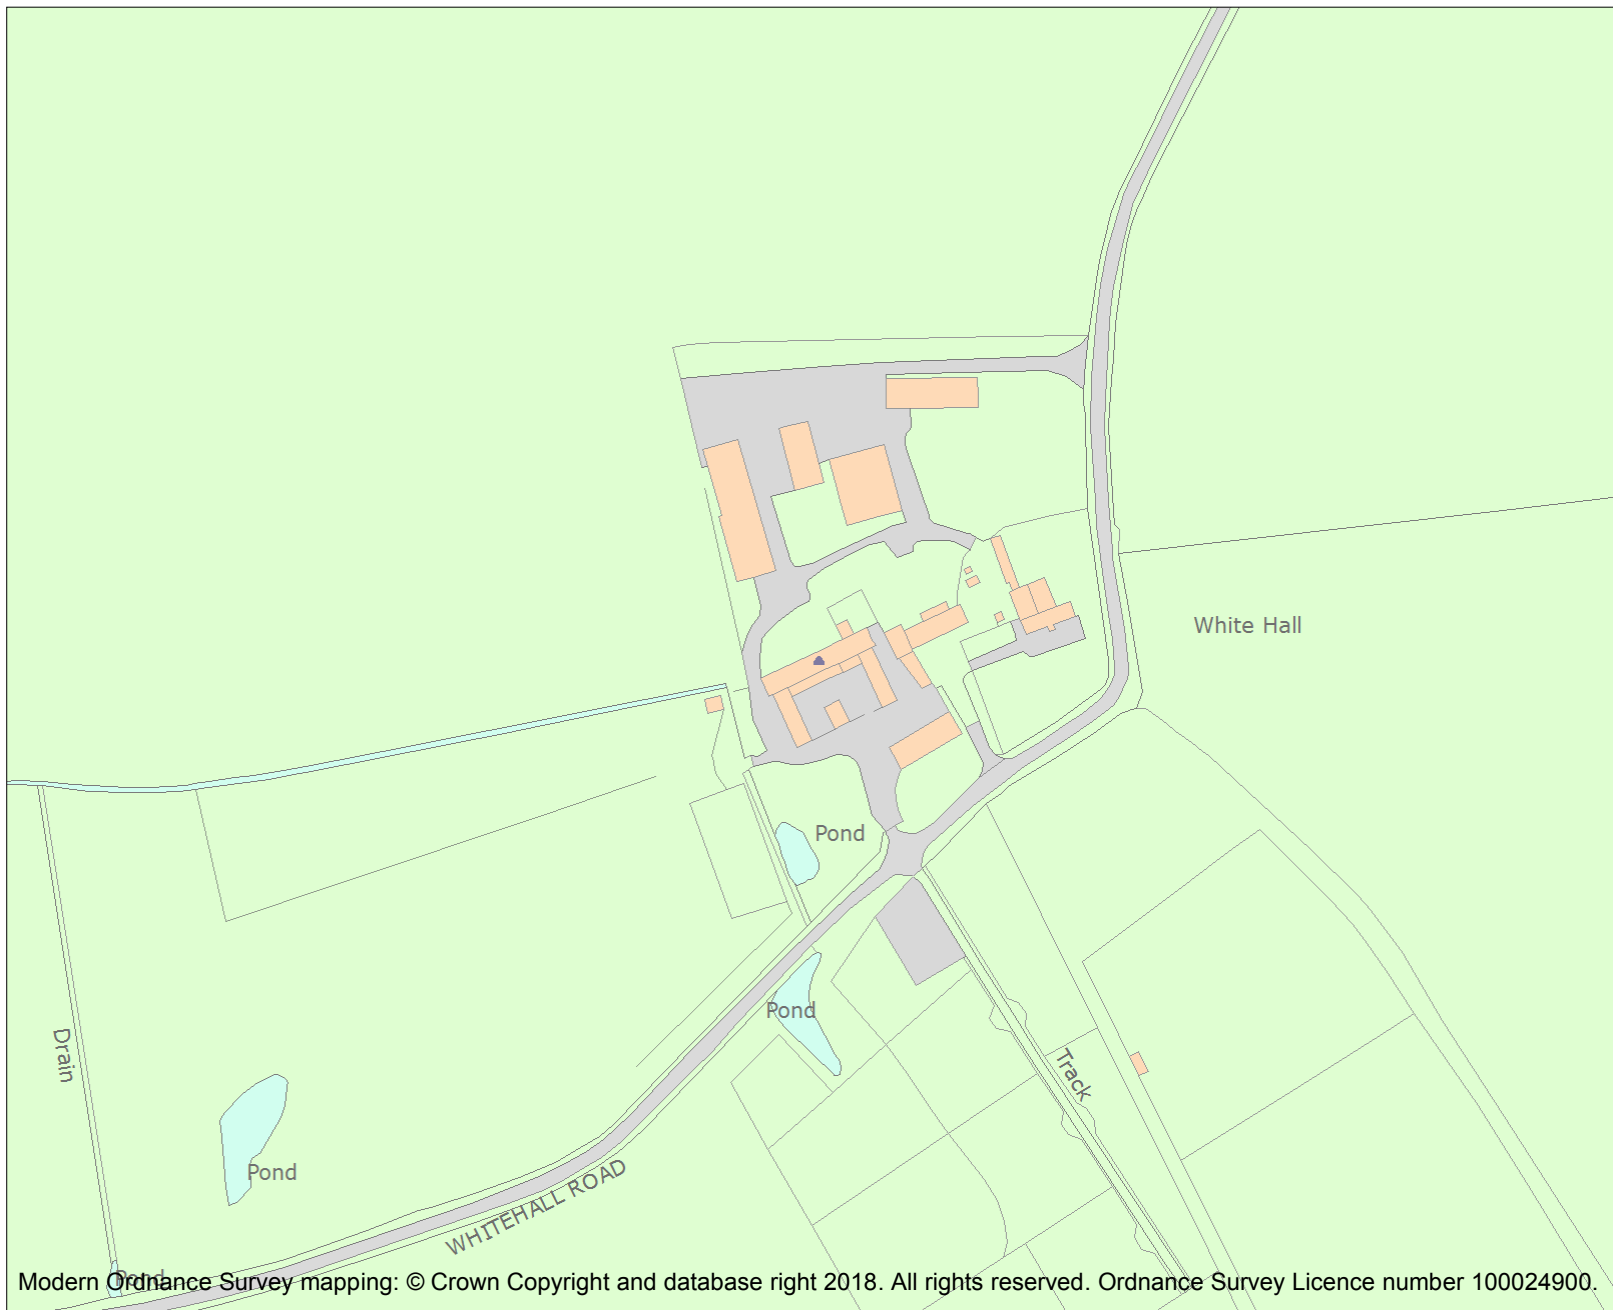 White Hall
Pond
Pond
Drain
Track
Pond
WHITEHALL ROAD
Pond
Modern Ordnance Survey mapping: © Crown Copyright and database right 2018. All rights reserved. Ordnance Survey Licence number 100024900.